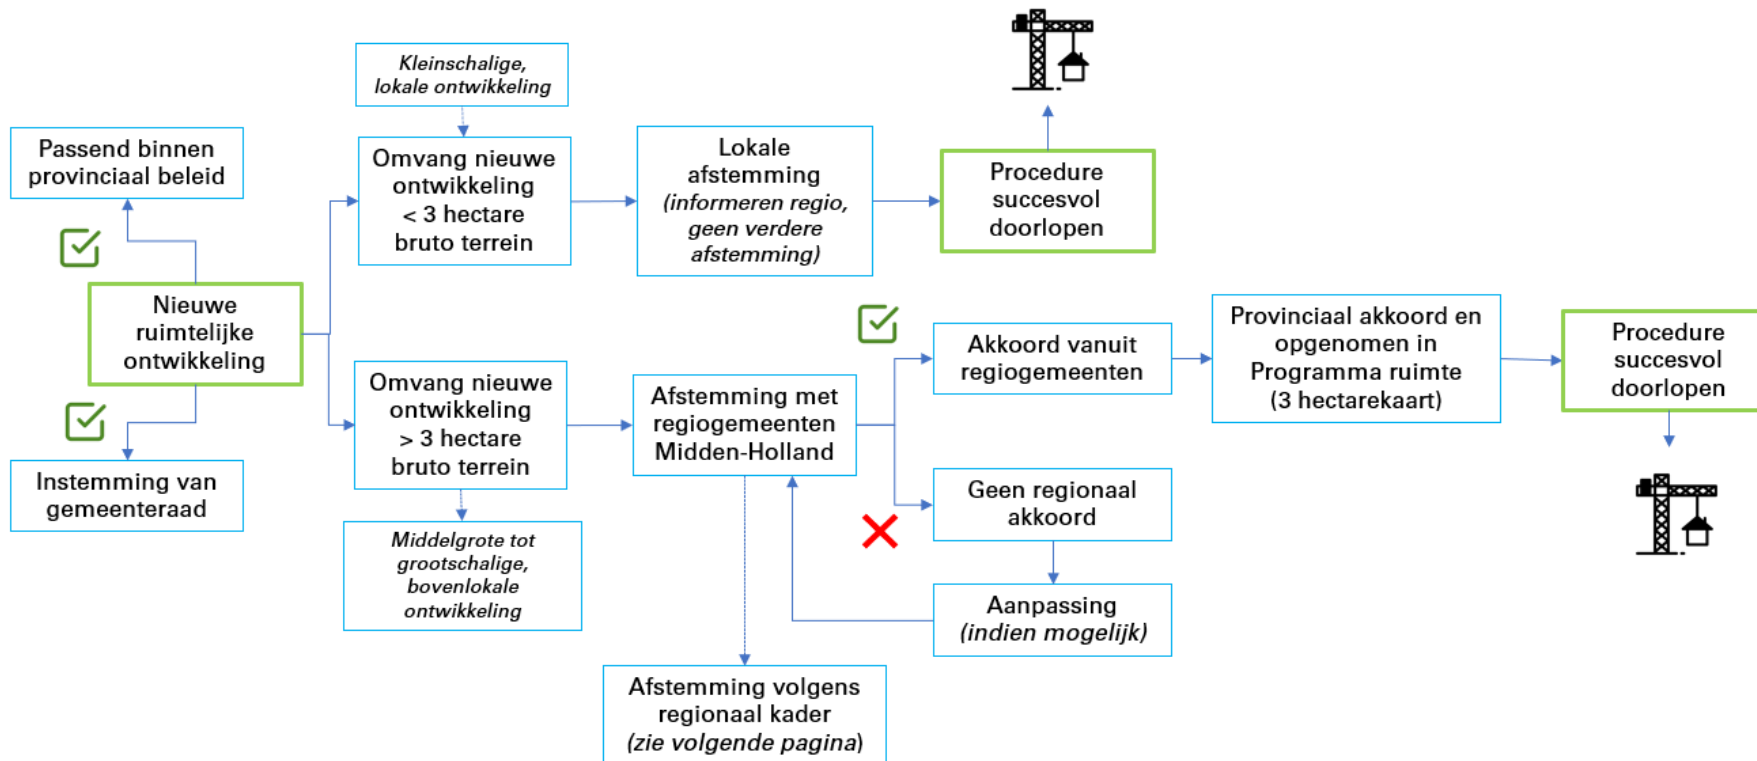 Kleinschalige,
lokale ontwikkeling
Passend binnen
provinciaal beleid
Omvang nieuwe
ontwikkeling
< 3 hectare
bruto terrein
Lokale
afstemming
(informeren regio,
geen verdere
afstemming)
Procedure
succesvol
doorlopen
Nieuwe
ruimtelijke
ontwikkeling
Instemming van
gemeenteraad
Omvang nieuwe
ontwikkeling
> 3 hectare
bruto terrein
Middelgrote tot
grootschalige,
bovenlokale
ontwikkeling
Afstemming met
regiogemeenten
Midden-Holland
Akkoord vanuit
regiogemeenten
Provinciaal akkoord en
opgenomen in
Programma ruimte
(3 hectarekaart)
Procedure
succesvol
doorlopen
Geen regionaal
akkoord
Aanpassing
(indien mogelijk)
Afstemming volgens
regionaal kader
(zie volgende pagina)